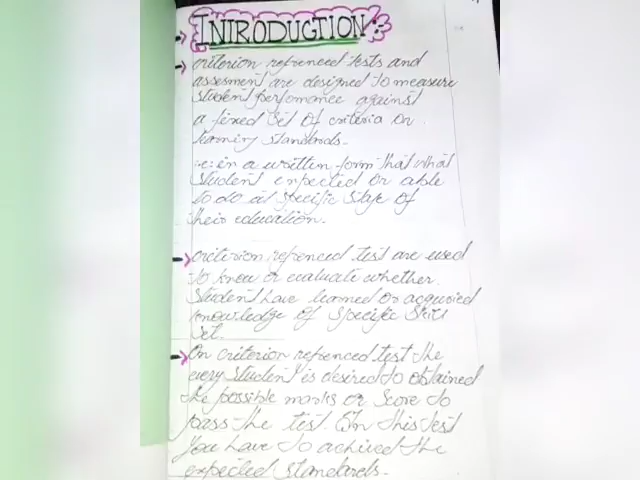 INTRODUCTION:-
criterion refrenced tests and
assesment are designed to measure
student perfomance against
a fixed set of criteria or
learning standards.
i.e: in a written form that what
student expected or able
to do at specific stage of
their education.
criterion refrenced test are used
to know or evaluate whether
student have learned or acquired
knowledge of specific skill
set.
On criterion refrenced test the
every student is desired to obtained
the possible marks or score to
pass the test. In this test
you have to achieved the
expected standards.